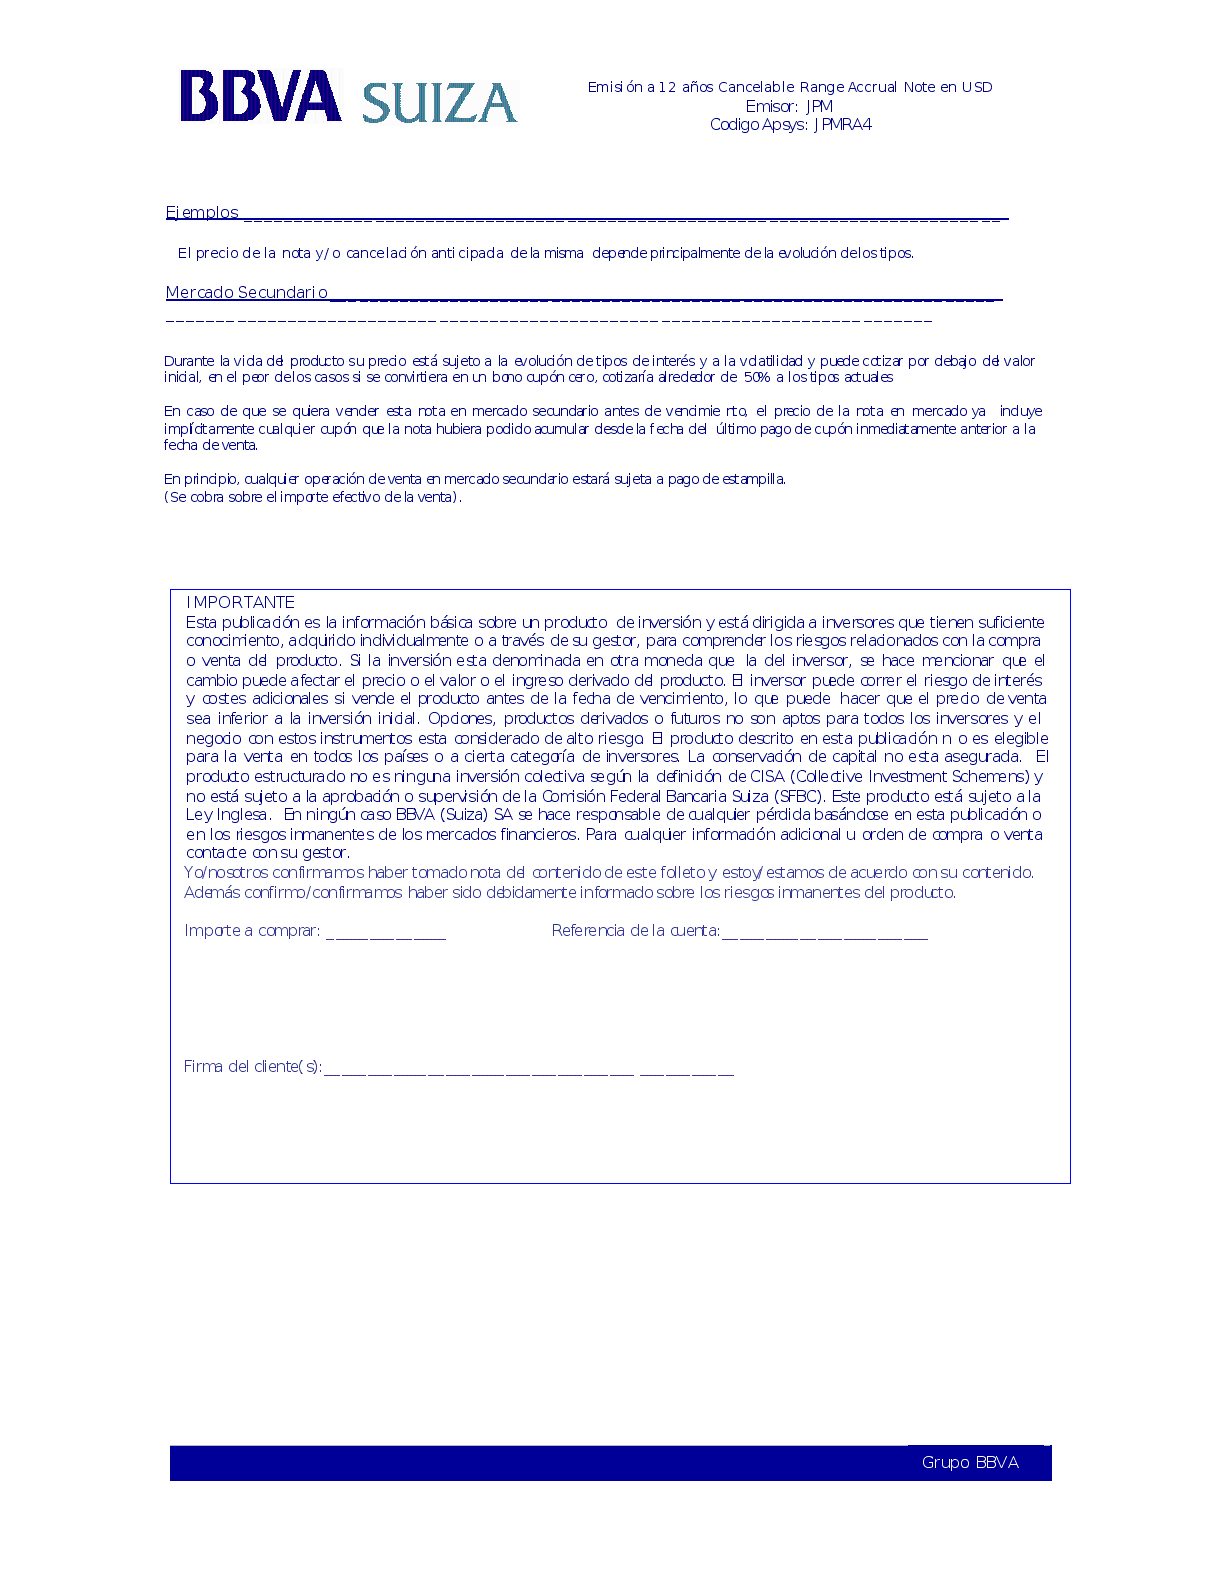 BBVA SUIZA
Emisión a 12 años Cancelable Range Accrual Note en USD
Emisor: JPM
Codigo Apsys: JPMRA4
Ejemplos
El precio de la nota y/o cancelación anticipada de la misma depende principalmente de la evolución de los tipos.
Mercado Secundario
Durante la vida del producto su precio está sujeto a la evolución de tipos de interés y a la volatilidad y puede cotizar por debajo del valor
inicial, en el peor de los casos si se convirtiera en un bono cupón cero, cotizaría alrededor de 50% a los tipos actuales
En caso de que se quiera vender esta nota en mercado secundario antes de vencimiento, el precio de la nota en mercado ya incluye
implícitamente cualquier cupón que la nota hubiera podido acumular desde la fecha del último pago de cupón inmediatamente anterior a la
fecha de venta.
En principio, cualquier operación de venta en mercado secundario estará sujeta a pago de estampilla.
(Se cobra sobre el importe efectivo de la venta).
IMPORTANTE
Esta publicación es la información básica sobre un producto de inversión y está dirigida a inversores que tienen suficiente
conocimiento, adquirido individualmente o a través de su gestor, para comprender los riesgos relacionados con la compra
o venta del producto. Si la inversión esta denominada en otra moneda que la del inversor, se hace mencionar que el
cambio puede afectar el precio o el valor o el ingreso derivado del producto. El inversor puede correr el riesgo de interés
y costes adicionales si vende el producto antes de la fecha de vencimiento, lo que puede hacer que el precio de venta
sea inferior a la inversión inicial. Opciones, productos derivados o futuros no son aptos para todos los inversores y el
negocio con estos instrumentos esta considerado de alto riesgo. El producto descrito en esta publicación no es elegible
para la venta en todos los países o a cierta categoría de inversores. La conservación de capital no esta asegurada. El
producto estructurado no es ninguna inversión colectiva según la definición de CISA (Collective Investment Schemens) y
no está sujeto a la aprobación o supervisión de la Comisión Federal Bancaria Suiza (SFBC). Este producto está sujeto a la
Ley Inglesa. En ningún caso BBVA (Suiza) SA se hace responsable de cualquier pérdida basándose en esta publicación o
en los riesgos inmanentes de los mercados financieros. Para cualquier información adicional u orden de compra o venta
contacte con su gestor.
Yo/nosotros confirmamos haber tomado nota del contenido de este folleto y estoy/estamos de acuerdo con su contenido.
Además confirmo/confirmamos haber sido debidamente informado sobre los riesgos inmanentes del producto.
Importe a comprar: ______________ Referencia de la cuenta:________________________
Firma del cliente(s):____________________________________ ___________
Grupo BBVA